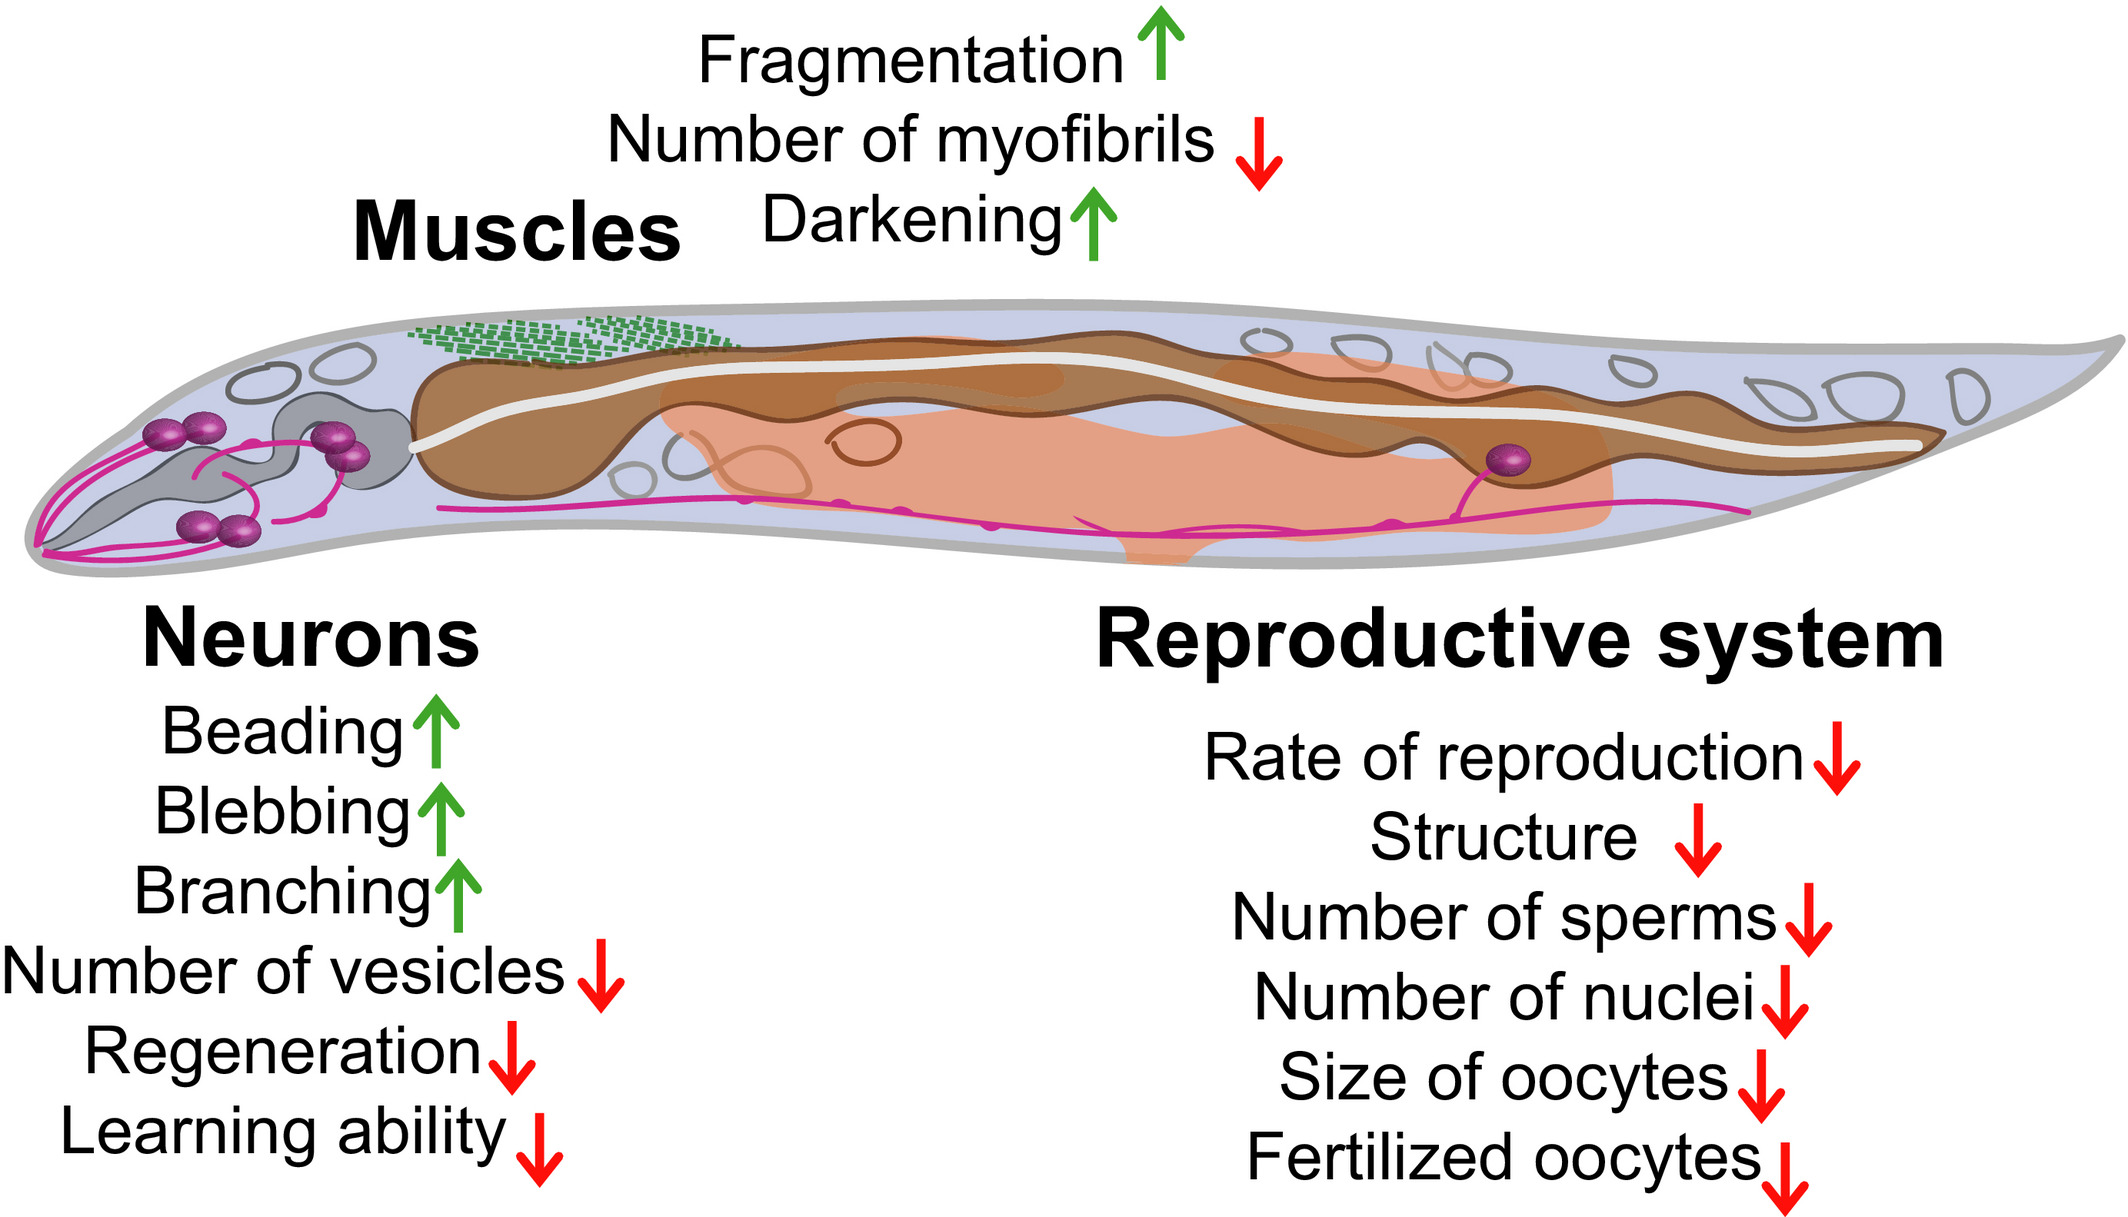 Fragmentation ↑
Number of myofibrils ↓
Darkening ↑
Muscles
Neurons
Beading ↑
Blebbing ↑
Branching ↑
Number of vesicles ↓
Regeneration ↓
Learning ability ↓
Reproductive system
Rate of reproduction ↓
Structure ↓
Number of sperms ↓
Number of nuclei ↓
Size of oocytes ↓
Fertilized oocytes ↓